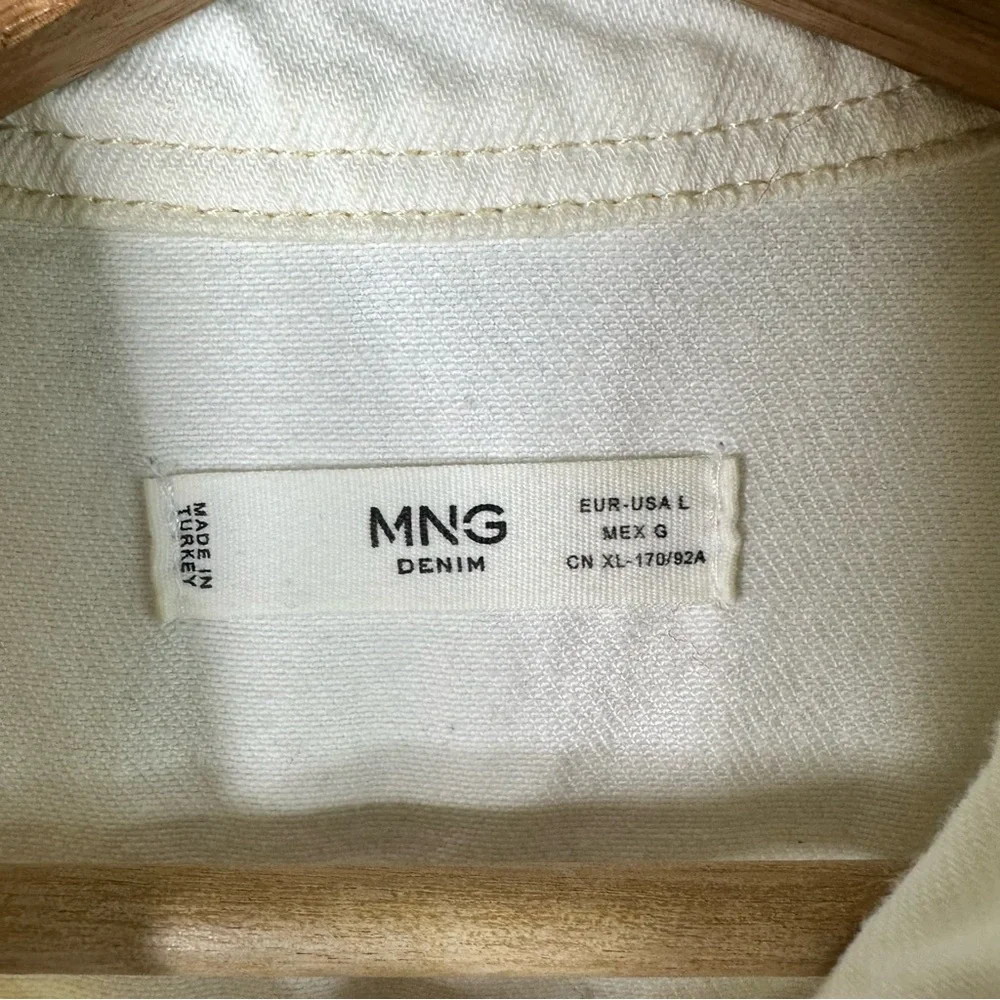 MADE IN
TURKEY
MNG
DENIM
EUR-USA L
MEX G
CN XL-170/92A